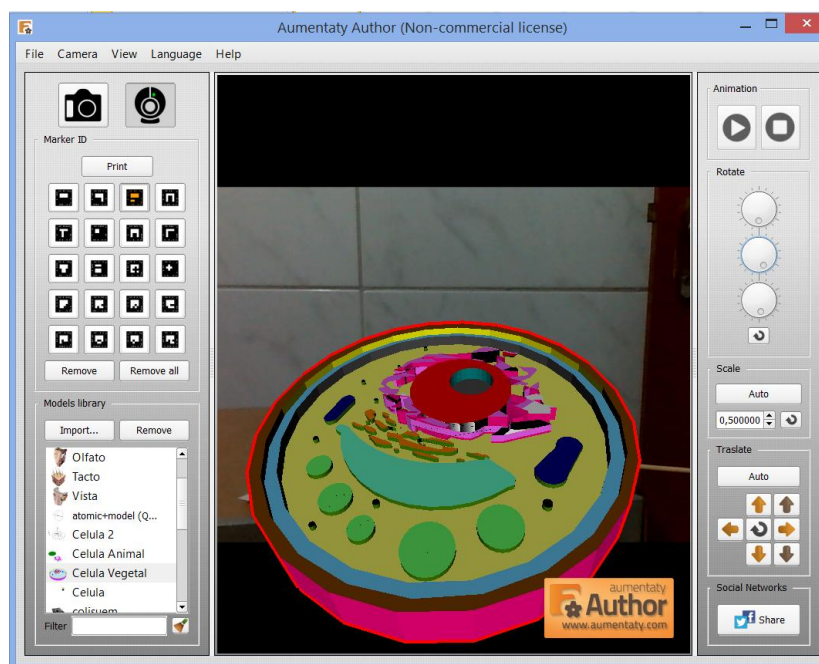 Aumentaty Author (Non-commercial license)
File Camera View Language Help
Marker ID
Print
Remove Remove all
Models library
Import... Remove
Olfato
Tacto
Vista
atomic+model (Q...
Celula 2
Celula Animal
Celula Vegetal
Celula
colisuem
Filter
aumentaty
Author
www.aumentaty.com
Animation
Rotate
Scale
Auto
0,500000
Traslate
Auto
Social Networks
Share